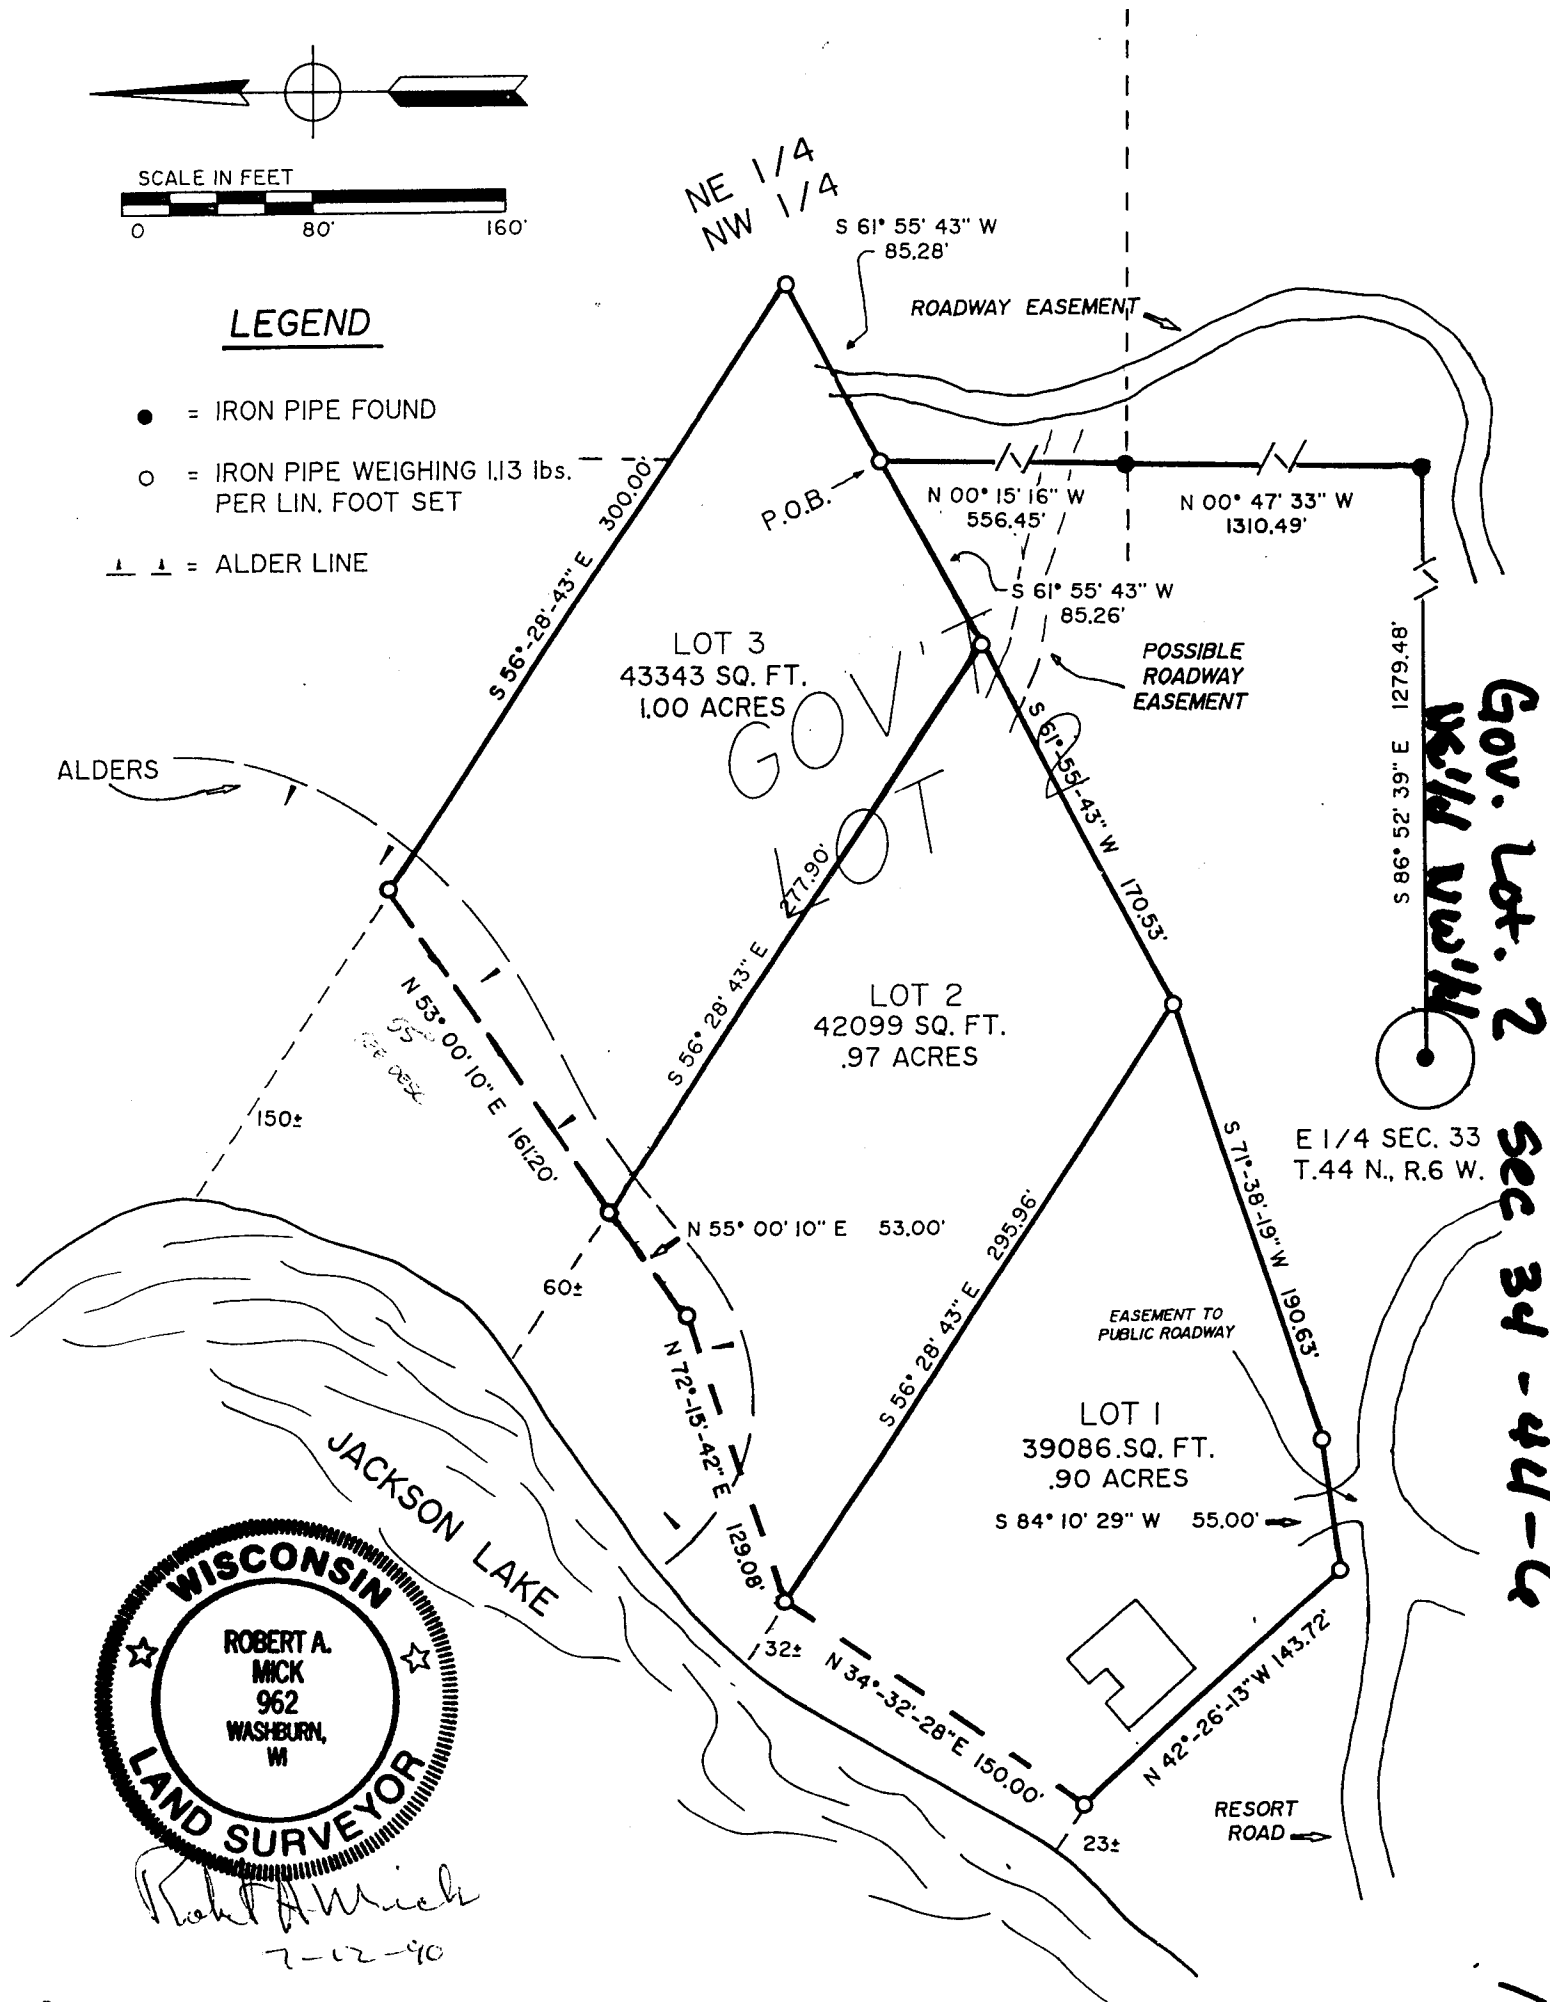 SCALE IN FEET
0 80' 160'
NE 1/4
NW 1/4
S 61° 55' 43" W
85.28'
ROADWAY EASEMENT
LEGEND
= IRON PIPE FOUND
= IRON PIPE WEIGHING 1.13 lbs.
PER LIN. FOOT SET
= ALDER LINE
S 56°-28'-43" E 300.00'
P.O.B.
N 00° 15' 16" W
556.45'
N 00° 47' 33" W
1310.49'
S 61° 55' 43" W
85.26'
POSSIBLE
ROADWAY
EASEMENT
LOT 3
43343 SQ. FT.
1.00 ACRES
GOV'T
LOT 2
S 61°-55'-43" W 170.53'
S 86° 52' 39" E 1279.48'
Gov. Lot. 2
NE1/4 NW1/4
Sec 34-44-6
ALDERS
S 56° 28' 43" E 277.90'
N 53° 00' 10" E 161.20'
55
SEE DESC
LOT 2
42099 SQ. FT.
.97 ACRES
150±
E 1/4 SEC. 33
T.44 N., R.6 W.
S 71°-38'-19" W 190.63'
N 55° 00' 10" E 53.00'
60±
S 56° 28' 43" E 295.96'
EASEMENT TO
PUBLIC ROADWAY
N 72°-15'-42" E 129.08'
LOT 1
39086.SQ. FT.
.90 ACRES
S 84° 10' 29" W 55.00'
JACKSON LAKE
32±
N 34°-32'-28"E 150.00'
N 42°-26'-13"W 143.72'
23±
RESORT
ROAD
WISCONSIN
ROBERT A.
MICK
962
WASHBURN,
WI
LAND SURVEYOR
Robert A. Mick
7-12-90